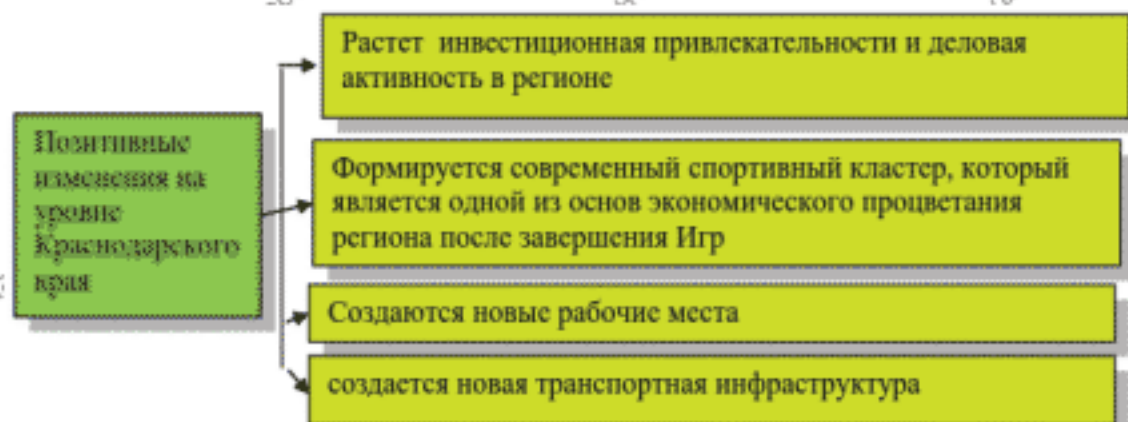 Растет инвестиционная привлекательности и деловая
активность в регионе
Позитивные
изменения на
уровне
Краснодарского
края
Формируется современный спортивный кластер, который
является одной из основ экономического процветания
региона после завершения Игр
Создаются новые рабочие места
создается новая транспортная инфраструктура